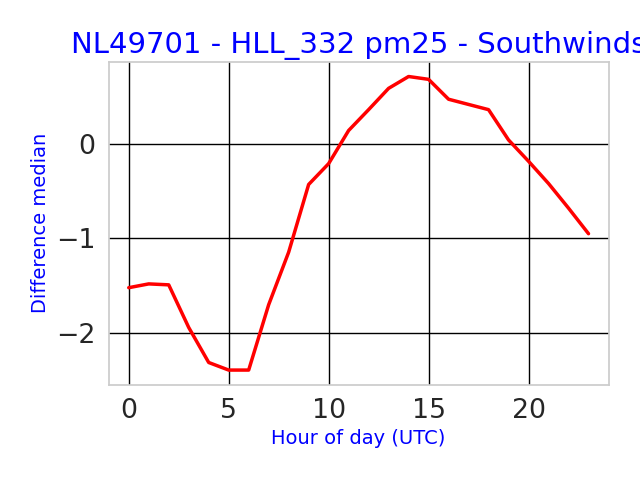 NL49701 - HLL_332 pm25 - Southwinds
Difference median
0
−1
−2
0 5 10 15 20
Hour of day (UTC)